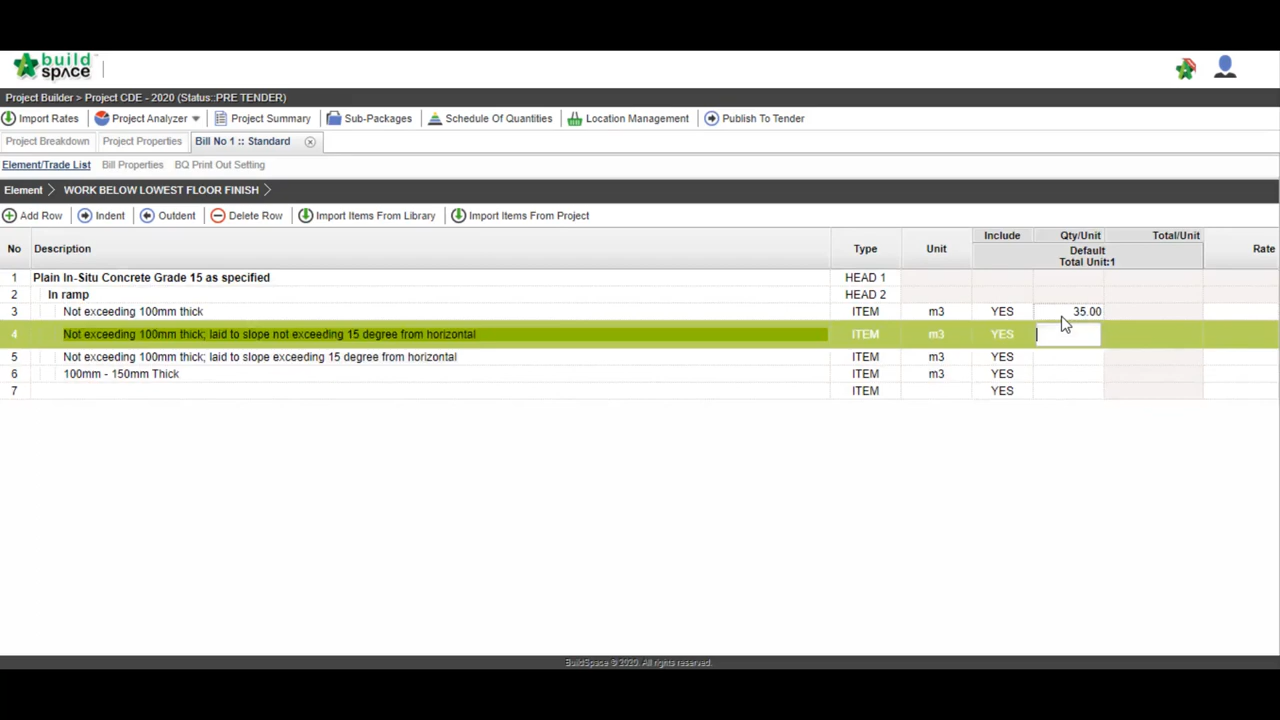 build
space
Project Builder > Project CDE - 2020 (Status::PRE TENDER)
Import Rates Project Analyzer Project Summary Sub-Packages Schedule Of Quantities Location Management Publish To Tender
Project Breakdown Project Properties Bill No 1 :: Standard
Element/Trade List Bill Properties BQ Print Out Setting
Element WORK BELOW LOWEST FLOOR FINISH
Add Row Indent Outdent Delete Row Import Items From Library Import Items From Project
No Description Type Unit Include Qty/Unit Total/Unit Rate
Default
Total Unit:1
1 Plain In-Situ Concrete Grade 15 as specified HEAD 1
2 In ramp HEAD 2
3 Not exceeding 100mm thick ITEM m3 YES 35.00
4 Not exceeding 100mm thick; laid to slope not exceeding 15 degree from horizontal ITEM m3 YES
5 Not exceeding 100mm thick; laid to slope exceeding 15 degree from horizontal ITEM m3 YES
6 100mm - 150mm Thick ITEM m3 YES
7 ITEM YES
BuildSpace © 2020. All rights reserved.